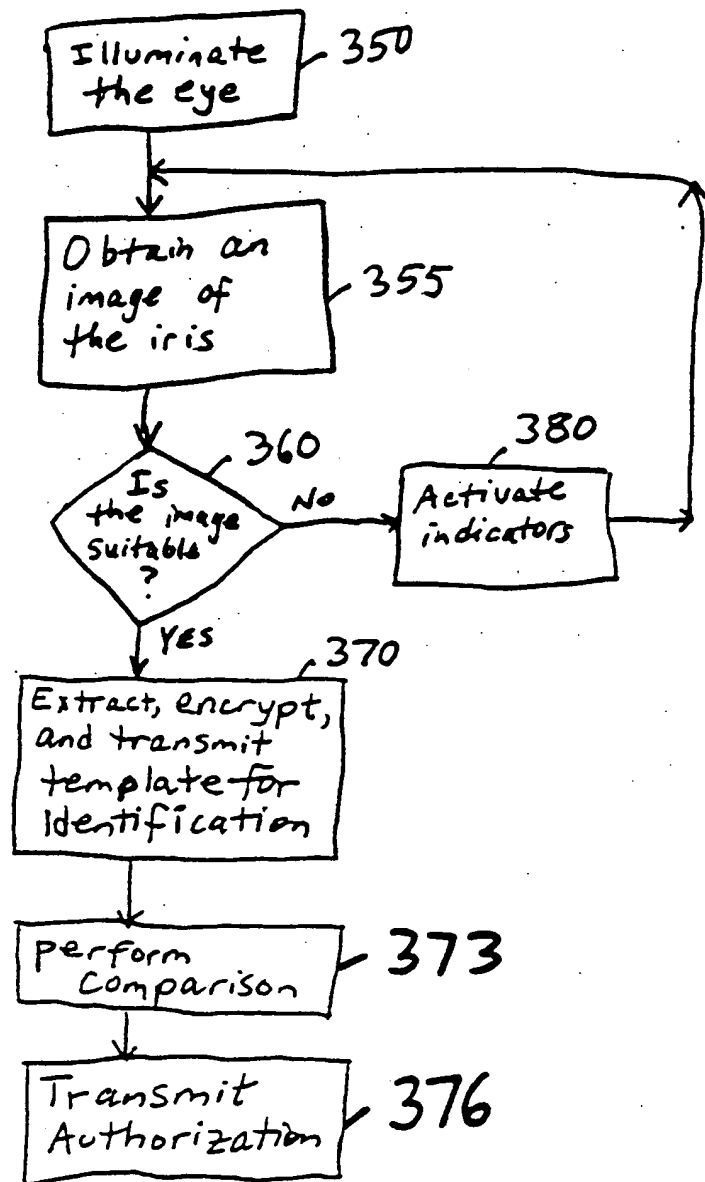 Illuminate
the eye
350
Obtain an
image of
the iris
355
360
Is
the image
suitable
?
No
380
Activate
indicators
YES
370
Extract, encrypt,
and transmit
template for
Identification
perform
Comparison
373
Transmit
Authorization
376